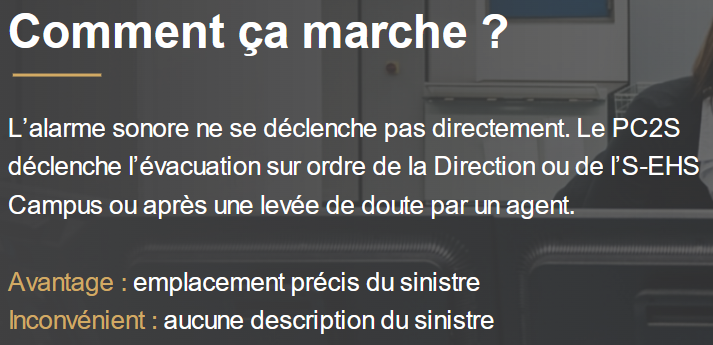 Comment ça marche ?
L’alarme sonore ne se déclenche pas directement. Le PC2S
déclenche l’évacuation sur ordre de la Direction ou de l’S-EHS
Campus ou après une levée de doute par un agent.
Avantage : emplacement précis du sinistre
Inconvénient : aucune description du sinistre